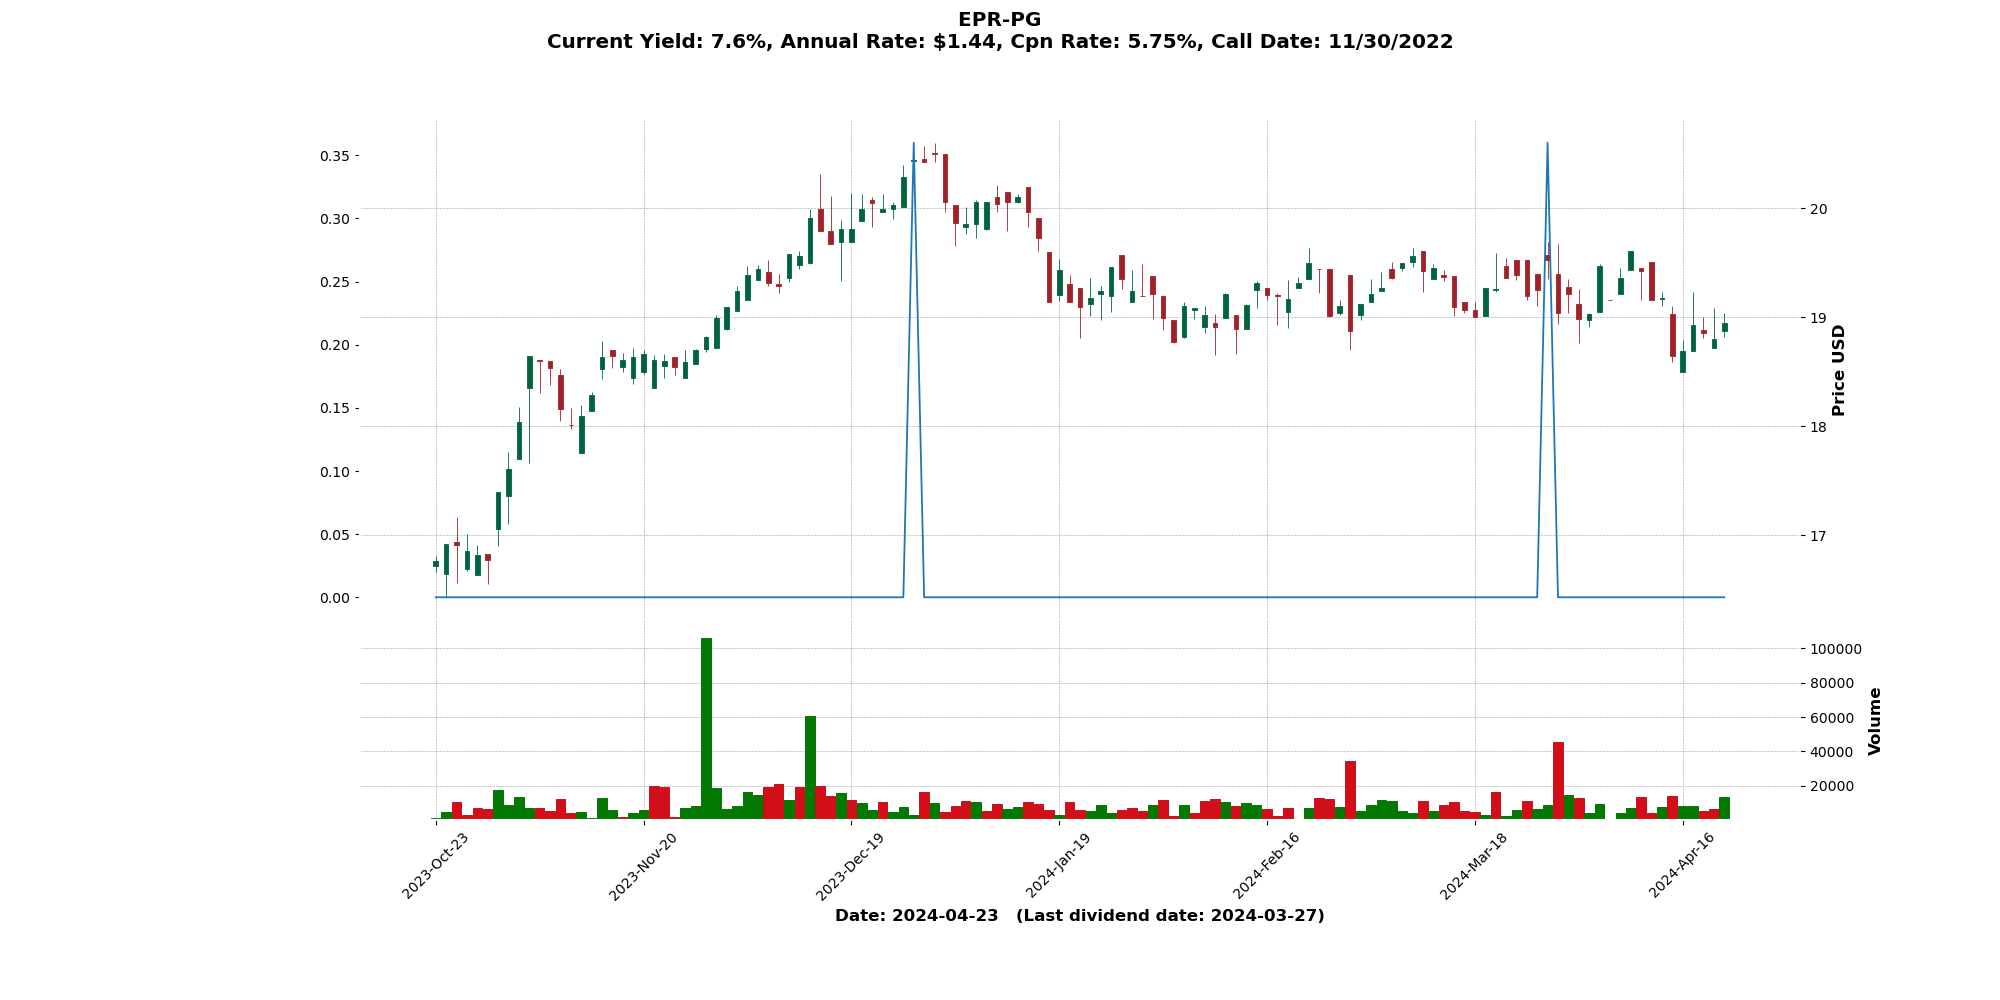 EPR-PG
Current Yield: 7.6%, Annual Rate: $1.44, Cpn Rate: 5.75%, Call Date: 11/30/2022
0.35
0.30
0.25
0.20
0.15
0.10
0.05
0.00
20
19
18
17
Price USD
100000
80000
60000
40000
20000
Volume
2023-Oct-23
2023-Nov-20
2023-Dec-19
2024-Jan-19
2024-Feb-16
2024-Mar-18
2024-Apr-16
Date: 2024-04-23 (Last dividend date: 2024-03-27)